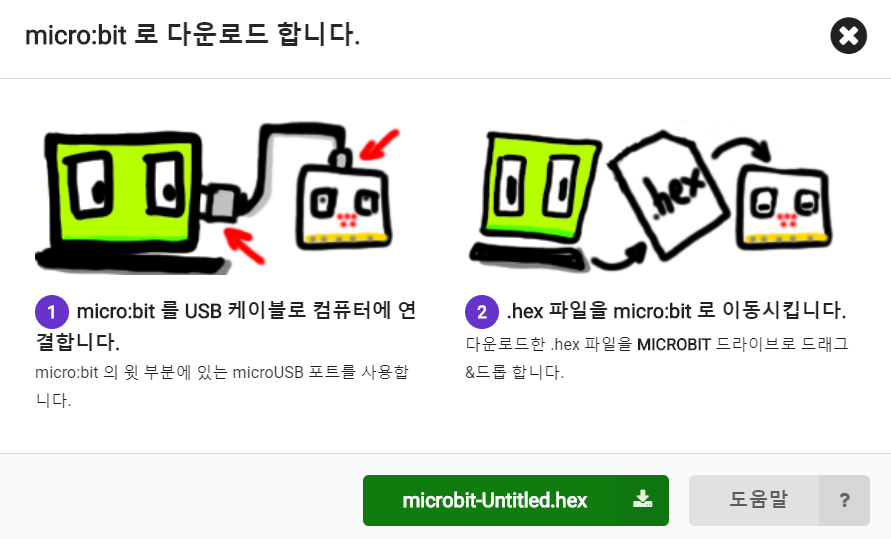 micro:bit 로 다운로드 합니다.
.hex
1 micro:bit 를 USB 케이블로 컴퓨터에 연
결합니다.
micro:bit 의 윗 부분에 있는 microUSB 포트를 사용합
니다.
2 .hex 파일을 micro:bit 로 이동시킵니다.
다운로드한 .hex 파일을 MICROBIT 드라이브로 드래그
&드롭 합니다.
microbit-Untitled.hex
도움말 ?